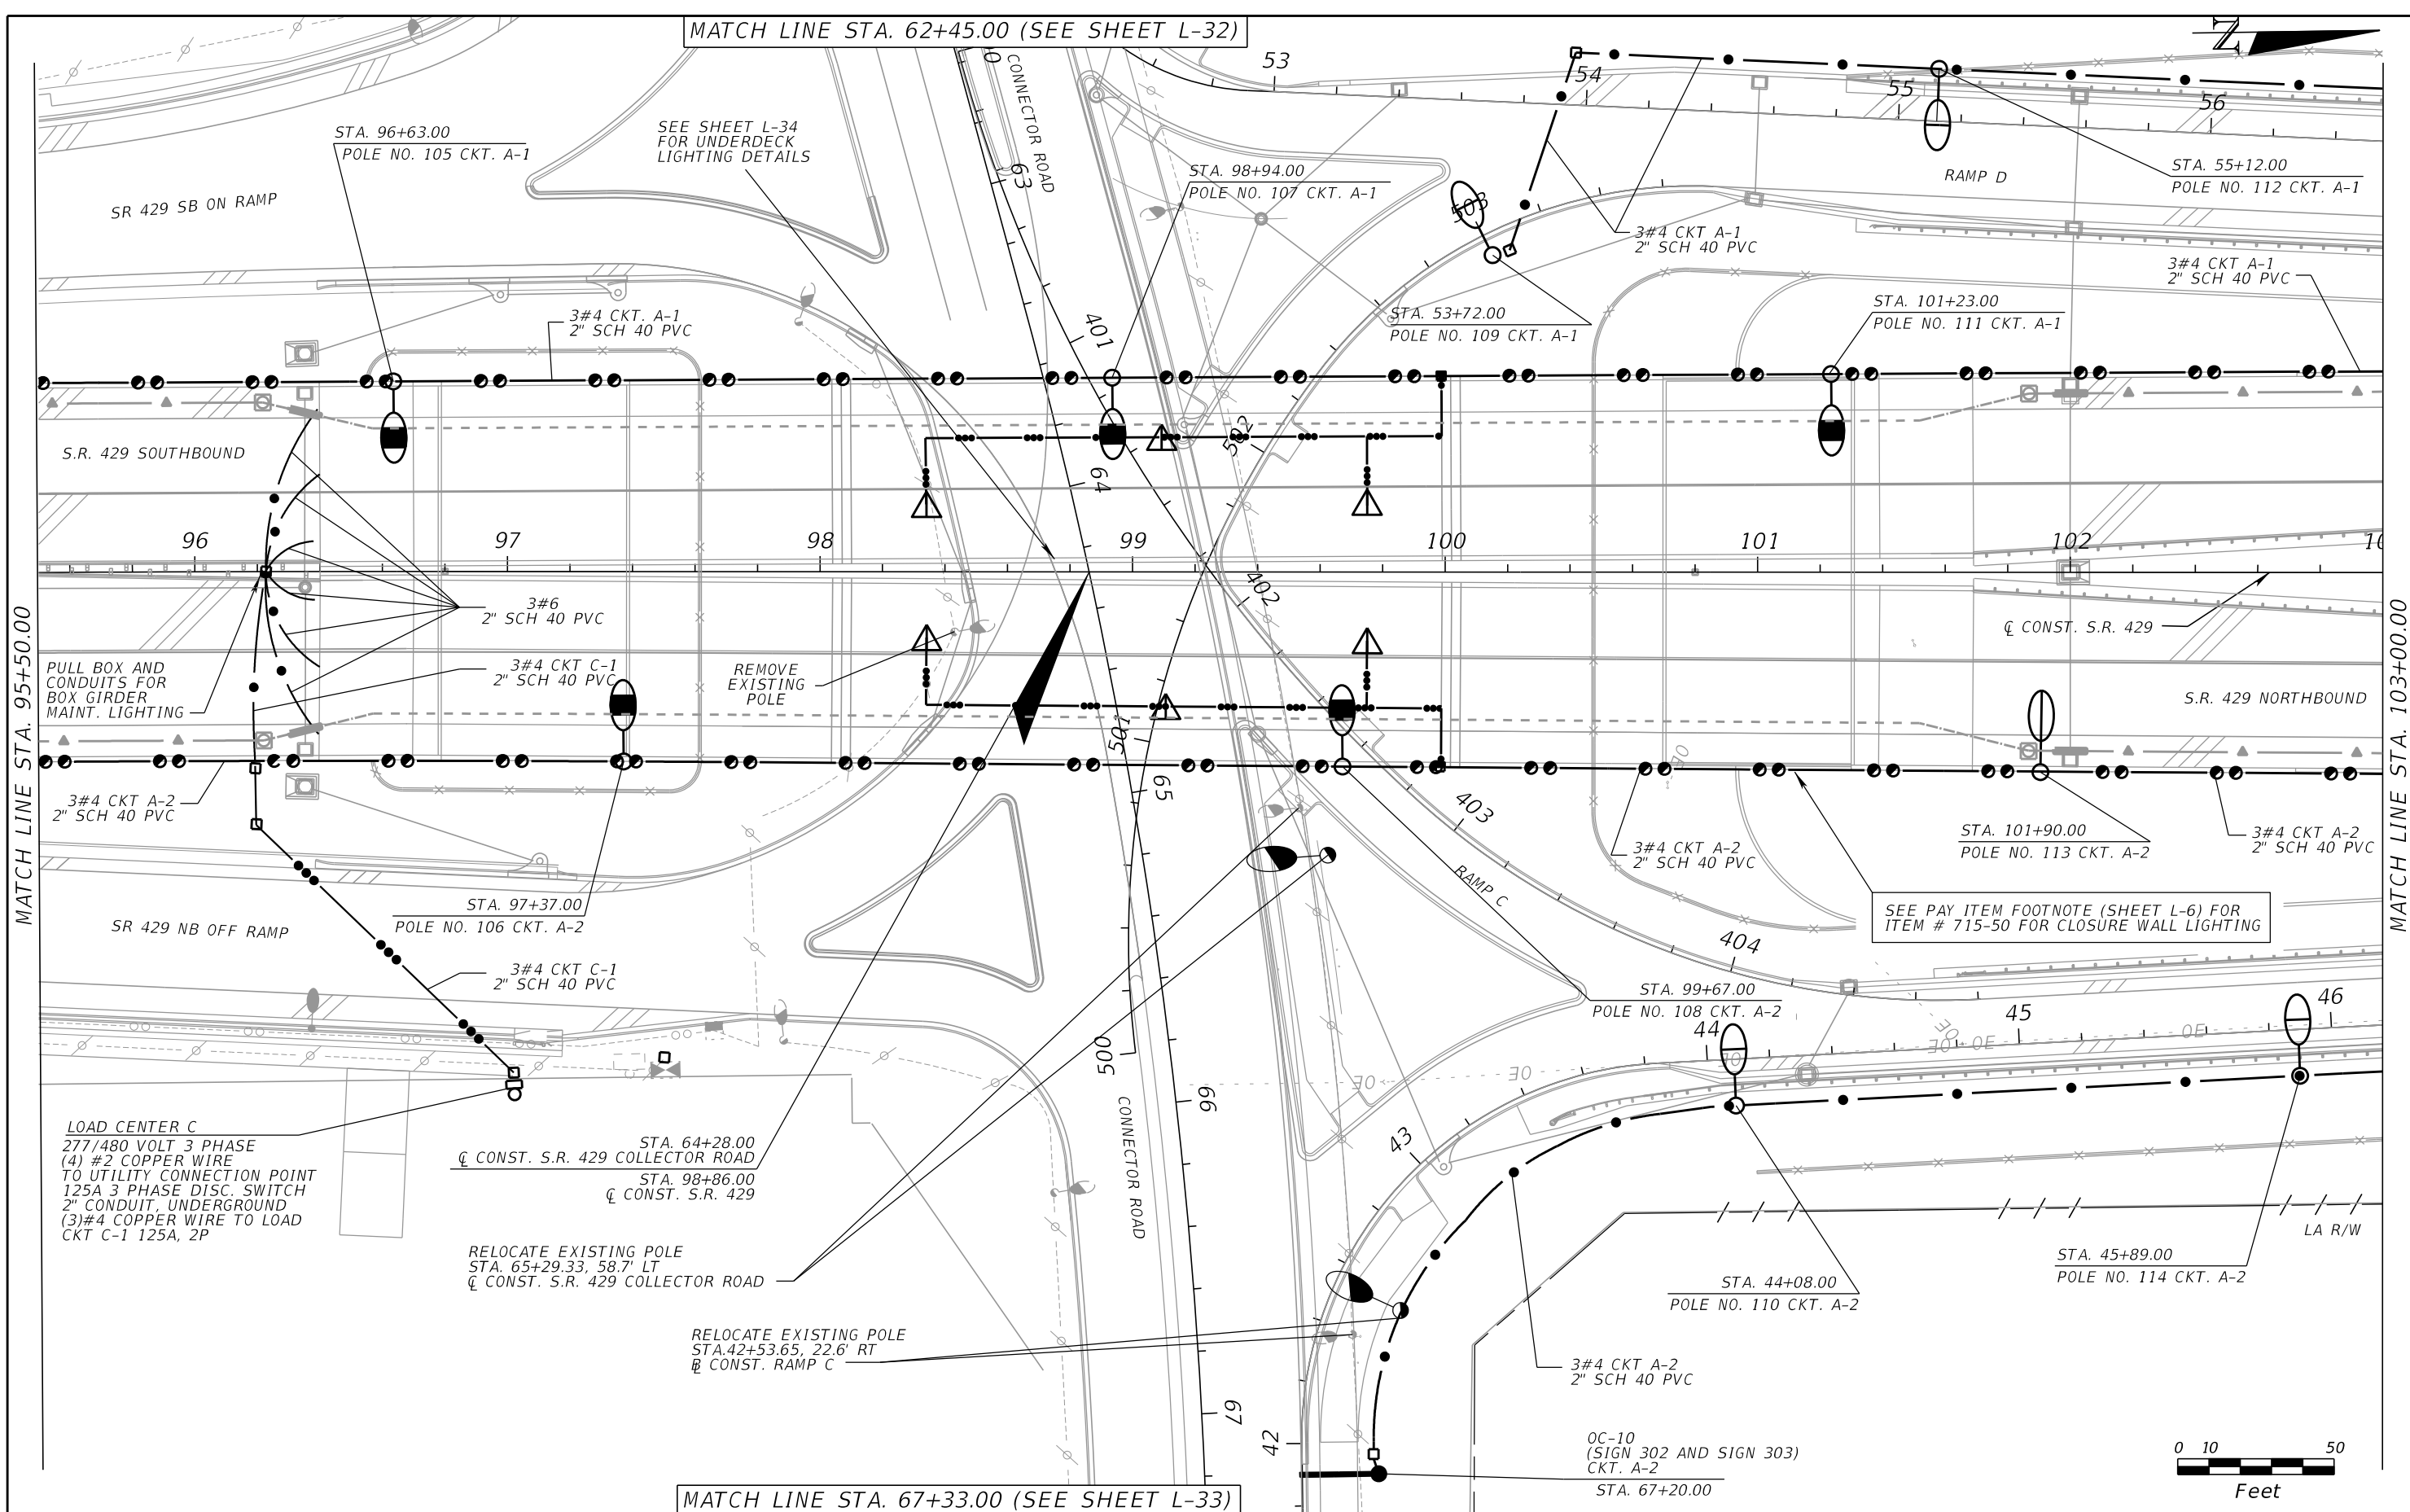 MATCH LINE STA. 62+45.00 (SEE SHEET L-32)
N
53
54
55
56
CONNECTOR ROAD
63
STA. 96+63.00
POLE NO. 105 CKT. A-1
SEE SHEET L-34
FOR UNDERDECK
LIGHTING DETAILS
STA. 98+94.00
POLE NO. 107 CKT. A-1
STA. 55+12.00
POLE NO. 112 CKT. A-1
RAMP D
SR 429 SB ON RAMP
503
3#4 CKT A-1
2" SCH 40 PVC
3#4 CKT A-1
2" SCH 40 PVC
STA. 101+23.00
POLE NO. 111 CKT. A-1
STA. 53+72.00
POLE NO. 109 CKT. A-1
3#4 CKT. A-1
2" SCH 40 PVC
401
502
64
S.R. 429 SOUTHBOUND
96
97
98
99
100
101
102
10
402
MATCH LINE STA. 95+50.00
MATCH LINE STA. 103+00.00
3#6
2" SCH 40 PVC
℄ CONST. S.R. 429
PULL BOX AND
CONDUITS FOR
BOX GIRDER
MAINT. LIGHTING
3#4 CKT C-1
2" SCH 40 PVC
REMOVE
EXISTING
POLE
S.R. 429 NORTHBOUND
501
65
403
3#4 CKT A-2
2" SCH 40 PVC
3#4 CKT A-2
2" SCH 40 PVC
STA. 101+90.00
POLE NO. 113 CKT. A-2
3#4 CKT A-2
2" SCH 40 PVC
RAMP C
STA. 97+37.00
POLE NO. 106 CKT. A-2
SEE PAY ITEM FOOTNOTE (SHEET L-6) FOR
ITEM # 715-50 FOR CLOSURE WALL LIGHTING
SR 429 NB OFF RAMP
404
3#4 CKT C-1
2" SCH 40 PVC
STA. 99+67.00
POLE NO. 108 CKT. A-2
44
45
46
OE
OE
OE
OE
OE
OE
500
66
CONNECTOR ROAD
43
LOAD CENTER C
277/480 VOLT 3 PHASE
(4) #2 COPPER WIRE
TO UTILITY CONNECTION POINT
125A 3 PHASE DISC. SWITCH
2" CONDUIT, UNDERGROUND
(3)#4 COPPER WIRE TO LOAD
CKT C-1 125A, 2P
STA. 64+28.00
℄ CONST. S.R. 429 COLLECTOR ROAD
STA. 98+86.00
℄ CONST. S.R. 429
LA R/W
RELOCATE EXISTING POLE
STA. 65+29.33, 58.7' LT
℄ CONST. S.R. 429 COLLECTOR ROAD
STA. 45+89.00
POLE NO. 114 CKT. A-2
STA. 44+08.00
POLE NO. 110 CKT. A-2
RELOCATE EXISTING POLE
STA.42+53.65, 22.6' RT
CONST. RAMP C
3#4 CKT A-2
2" SCH 40 PVC
67
42
OC-10
(SIGN 302 AND SIGN 303)
CKT. A-2
STA. 67+20.00
0 10 50
Feet
MATCH LINE STA. 67+33.00 (SEE SHEET L-33)